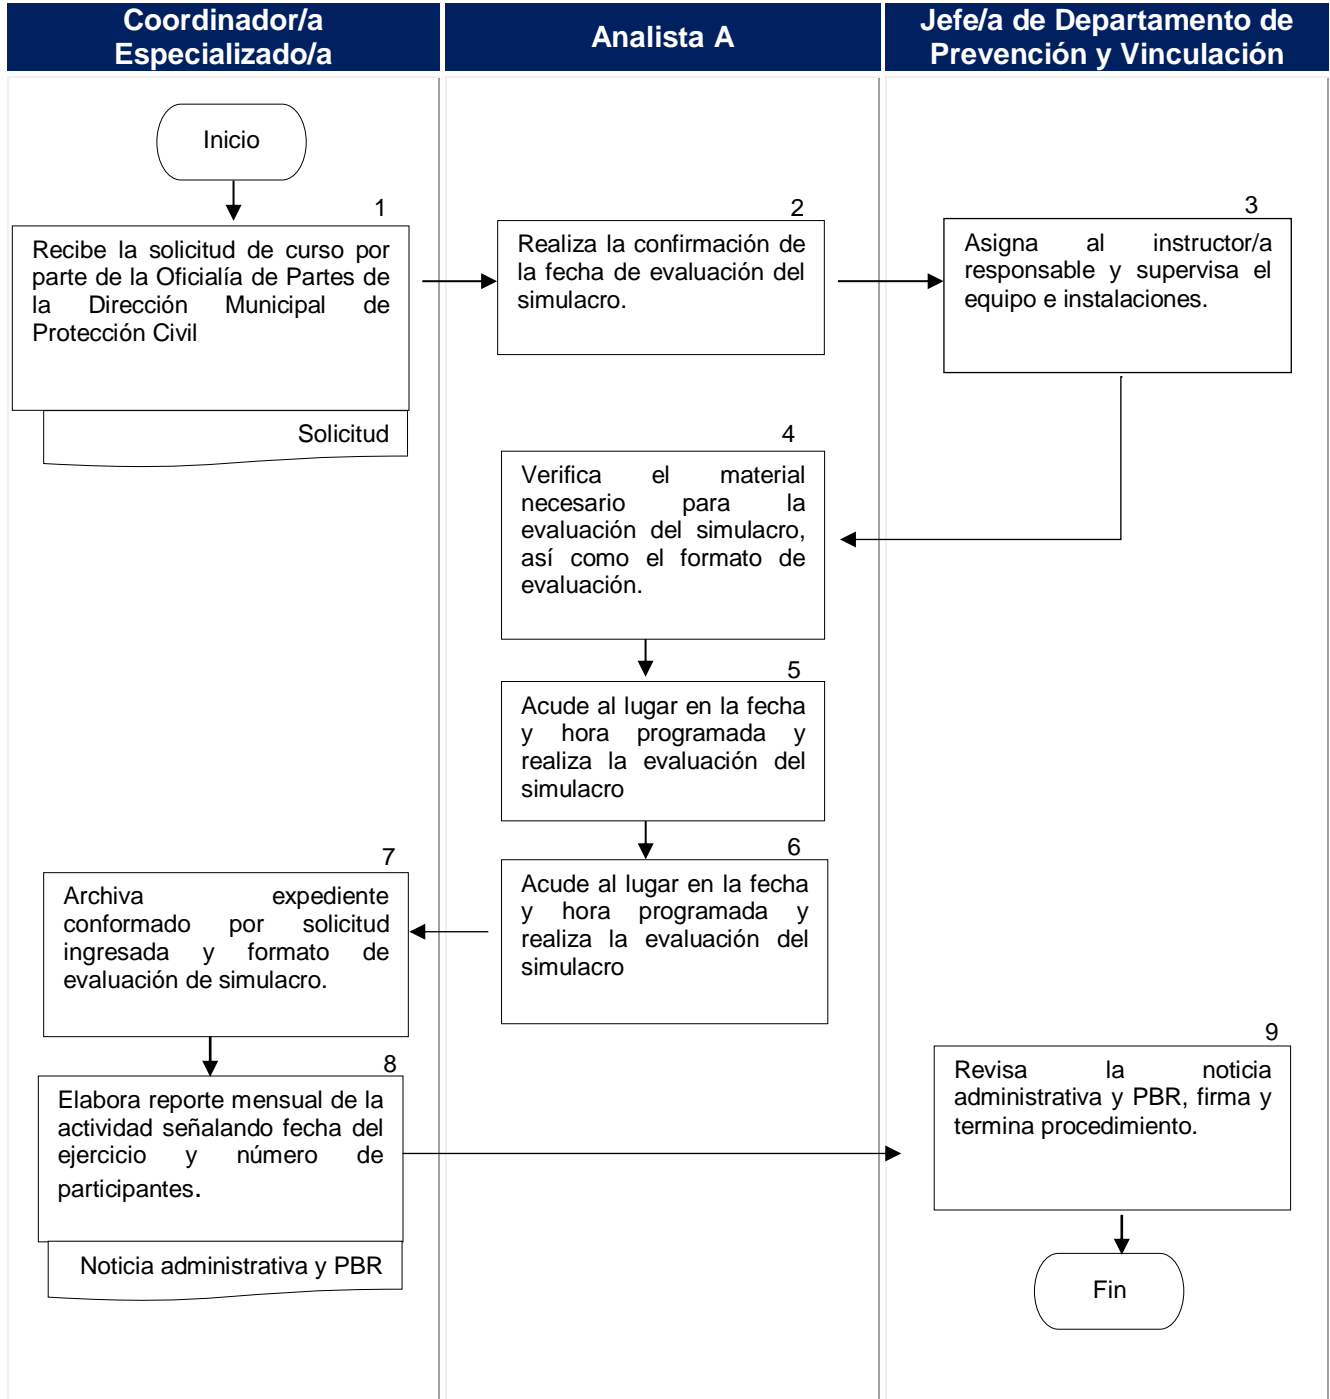 Coordinador/a
Especializado/a
Analista A
Jefe/a de Departamento de
Prevención y Vinculación
Inicio
1
Recibe la solicitud de curso por
parte de la Oficialía de Partes de
la Dirección Municipal de
Protección Civil
Solicitud
2
Realiza la confirmación de
la fecha de evaluación del
simulacro.
3
Asigna al instructor/a
responsable y supervisa el
equipo e instalaciones.
4
Verifica el material
necesario para la
evaluación del simulacro,
así como el formato de
evaluación.
5
Acude al lugar en la fecha
y hora programada y
realiza la evaluación del
simulacro
6
Acude al lugar en la fecha
y hora programada y
realiza la evaluación del
simulacro
7
Archiva expediente
conformado por solicitud
ingresada y formato de
evaluación de simulacro.
8
Elabora reporte mensual de la
actividad señalando fecha del
ejercicio y número de
participantes.
Noticia administrativa y PBR
9
Revisa la noticia
administrativa y PBR, firma y
termina procedimiento.
Fin